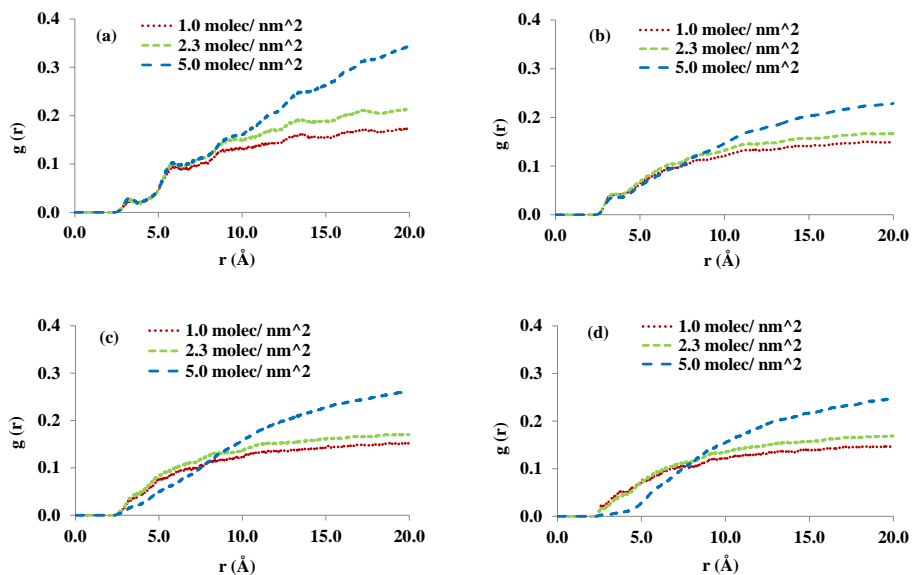 (a)
1.0 molec/ nm^2
2.3 molec/ nm^2
5.0 molec/ nm^2
0.4
0.3
0.2
0.1
0.0
g (r)
0.0 5.0 10.0 15.0 20.0
r (Å)
(b)
1.0 molec/ nm^2
2.3 molec/ nm^2
5.0 molec/ nm^2
0.4
0.3
0.2
0.1
0.0
g (r)
0.0 5.0 10.0 15.0 20.0
r (Å)
(c)
1.0 molec/ nm^2
2.3 molec/ nm^2
5.0 molec/ nm^2
0.4
0.3
0.2
0.1
0.0
g (r)
0.0 5.0 10.0 15.0 20.0
r (Å)
(d)
1.0 molec/ nm^2
2.3 molec/ nm^2
5.0 molec/ nm^2
0.4
0.3
0.2
0.1
0.0
g (r)
0.0 5.0 10.0 15.0 20.0
r (Å)